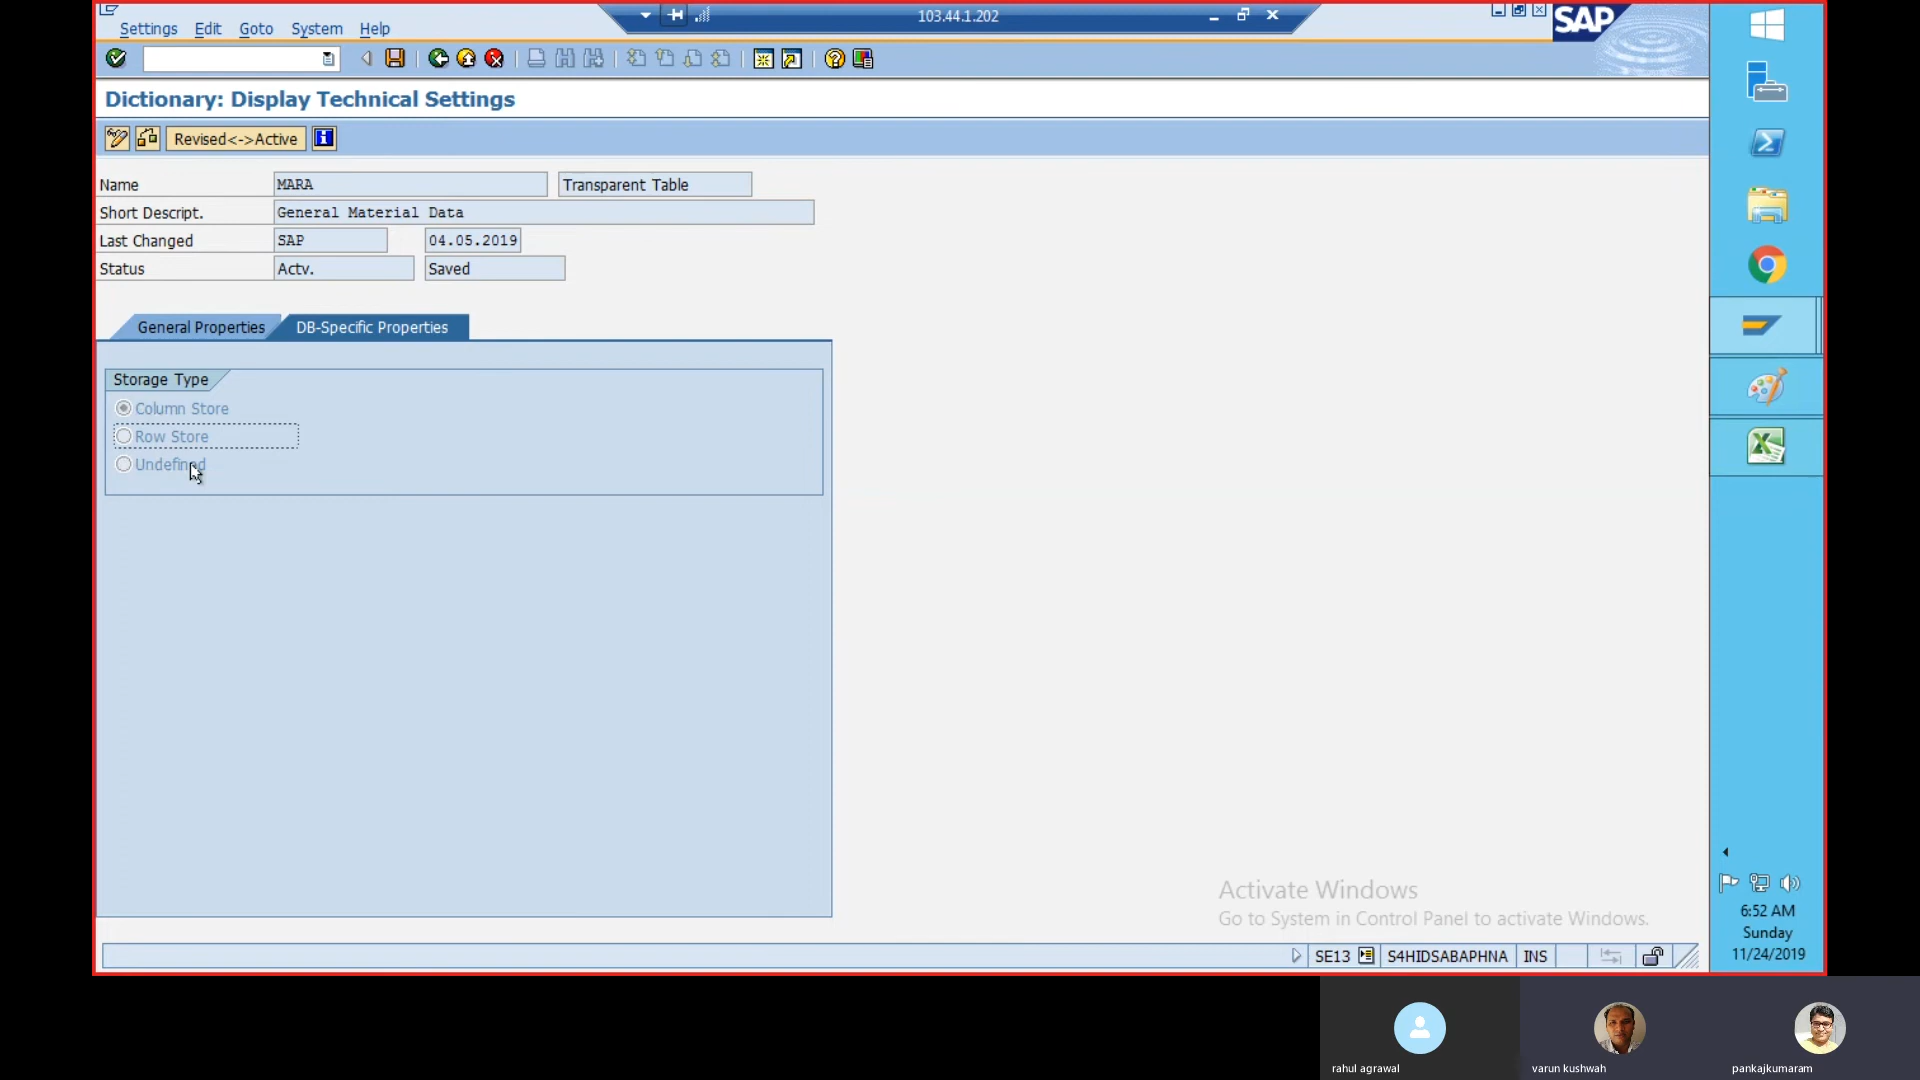 103.44.1.202
Settings Edit Goto System Help
SAP
Dictionary: Display Technical Settings
Revised<->Active
Name MARA Transparent Table
Short Descript. General Material Data
Last Changed SAP 04.05.2019
Status Actv. Saved
General Properties DB-Specific Properties
Storage Type
Column Store
Row Store
Undefined
Activate Windows
Go to System in Control Panel to activate Windows.
SE13 S4HIDSABAPHNA INS
6:52 AM
Sunday
11/24/2019
rahul agrawal varun kushwah pankajkumaram